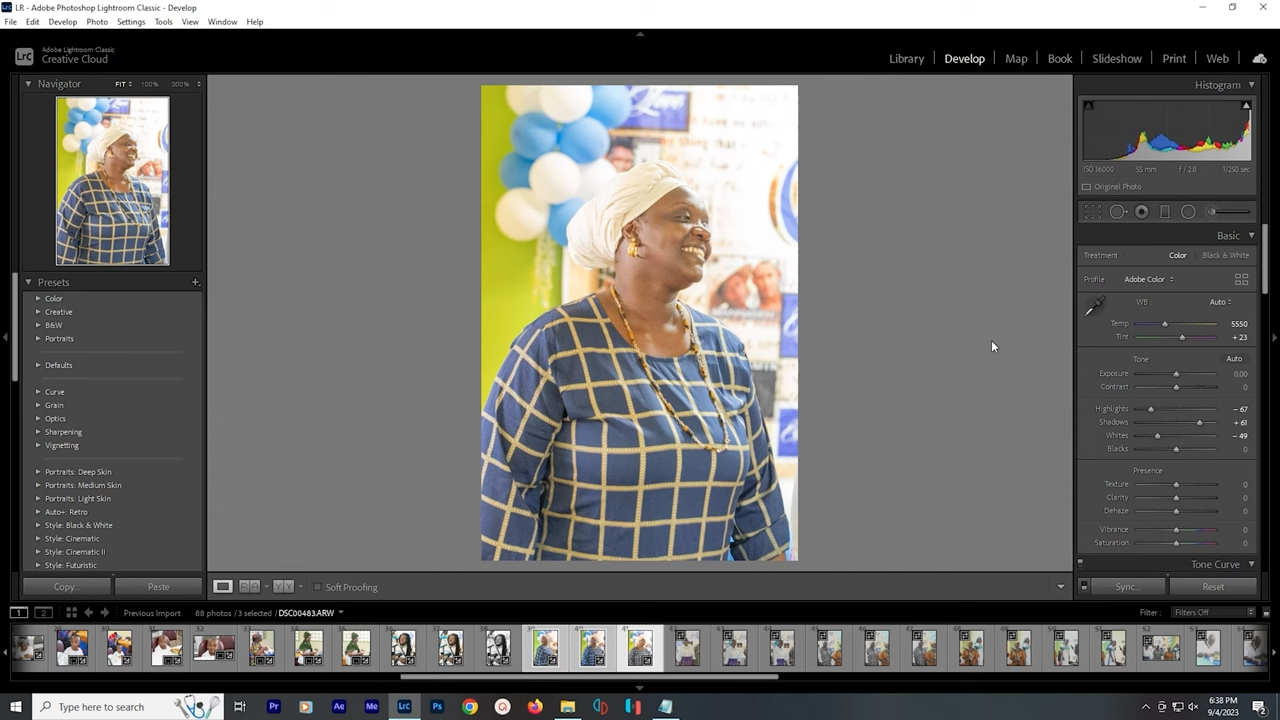 LR - Adobe Photoshop Lightroom Classic - Develop
File Edit Develop Photo Settings Tools View Window Help
Adobe Lightroom Classic
Creative Cloud
Lrc
Library Develop Map Book Slideshow Print Web
Navigator FIT 100% 300%
Histogram
ISO 16000 55 mm f / 2.8 1/250 sec
Original Photo
Basic
Treatment: Color Black & White
Profile Adobe Color
WB: Auto
Temp 5550
Tint + 23
Tone Auto
Exposure 0.00
Contrast 0
Highlights − 67
Shadows + 61
Whites − 49
Blacks 0
Presence
Texture 0
Clarity 0
Dehaze 0
Vibrance 0
Saturation 0
Tone Curve
Sync... Reset
Presets
Color
Creative
B&W
Portraits
Defaults
Curve
Grain
Optics
Sharpening
Vignetting
Portraits: Deep Skin
Portraits: Medium Skin
Portraits: Light Skin
Auto+: Retro
Style: Black & White
Style: Cinematic
Style: Cinematic II
Style: Futuristic
Copy... Paste
Soft Proofing
Love
1 2 Previous Import 88 photos / 3 selected / DSC00483.ARW
Filter : Filters Off
Type here to search
Pr Ae Me Lrc Ps
6:38 PM
9/4/2023